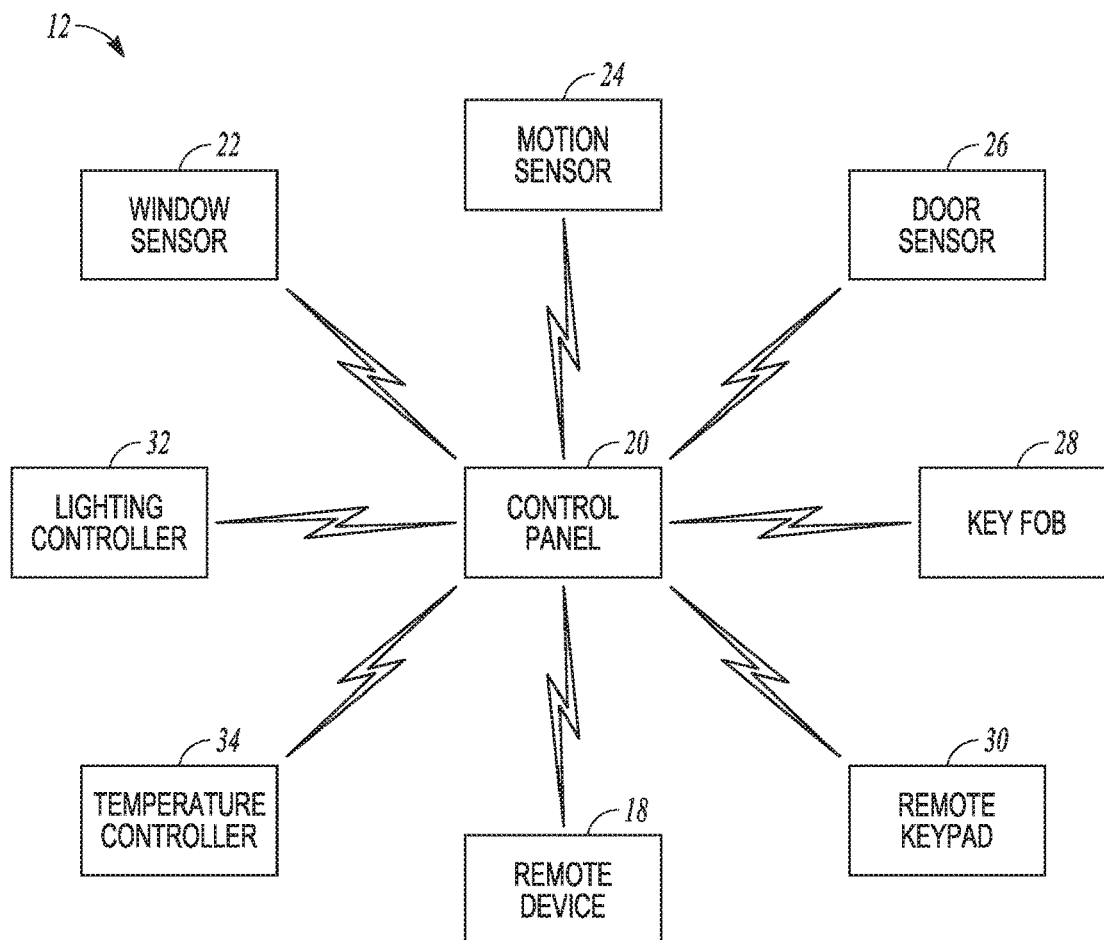 12
24
MOTION
SENSOR
22
WINDOW
SENSOR
26
DOOR
SENSOR
32
LIGHTING
CONTROLLER
20
CONTROL
PANEL
28
KEY FOB
34
TEMPERATURE
CONTROLLER
18
REMOTE
DEVICE
30
REMOTE
KEYPAD